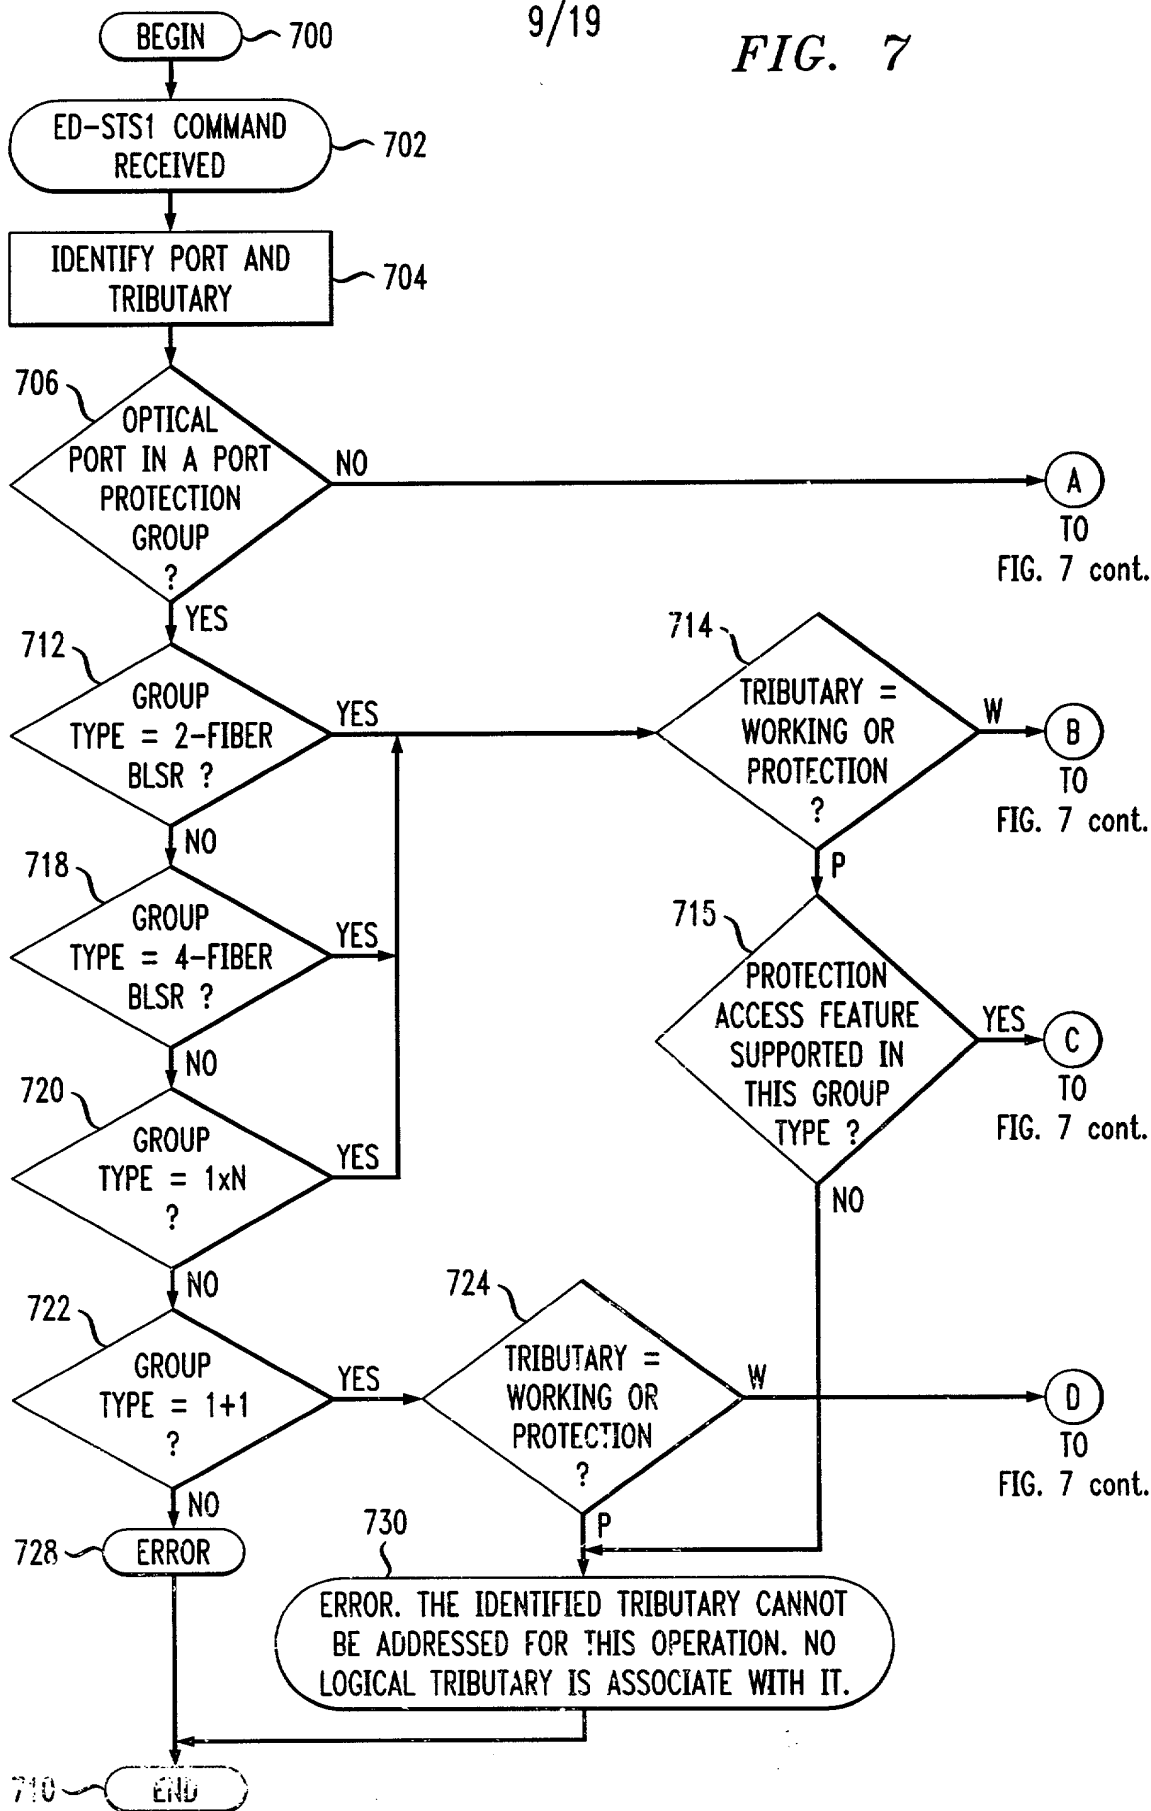 9/19
FIG. 7
BEGIN
700
ED-STS1 COMMAND
RECEIVED
702
IDENTIFY PORT AND
TRIBUTARY
704
706
OPTICAL
PORT IN A PORT
PROTECTION
GROUP
?
NO
A
TO
FIG. 7 cont.
YES
712
GROUP
TYPE = 2-FIBER
BLSR ?
YES
714
TRIBUTARY =
WORKING OR
PROTECTION
?
W
B
TO
FIG. 7 cont.
NO
P
718
GROUP
TYPE = 4-FIBER
BLSR ?
YES
715
PROTECTION
ACCESS FEATURE
SUPPORTED IN
THIS GROUP
TYPE ?
YES
C
TO
FIG. 7 cont.
NO
NO
720
GROUP
TYPE = 1xN
?
YES
NO
722
GROUP
TYPE = 1+1
?
YES
724
TRIBUTARY =
WORKING OR
PROTECTION
?
W
D
TO
FIG. 7 cont.
NO
P
728
ERROR
730
ERROR. THE IDENTIFIED TRIBUTARY CANNOT
BE ADDRESSED FOR THIS OPERATION. NO
LOGICAL TRIBUTARY IS ASSOCIATE WITH IT.
710
END